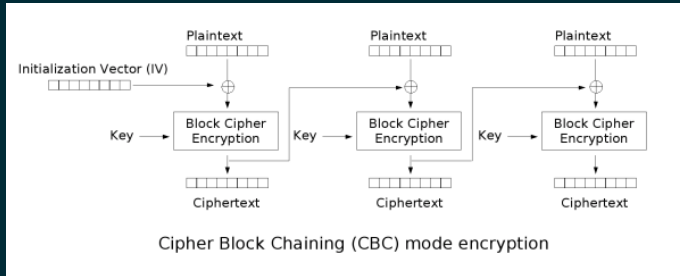 Plaintext
Plaintext
Plaintext
Initialization Vector (IV)
Key
Block Cipher
Encryption
Key
Block Cipher
Encryption
Key
Block Cipher
Encryption
Ciphertext
Ciphertext
Ciphertext
Cipher Block Chaining (CBC) mode encryption